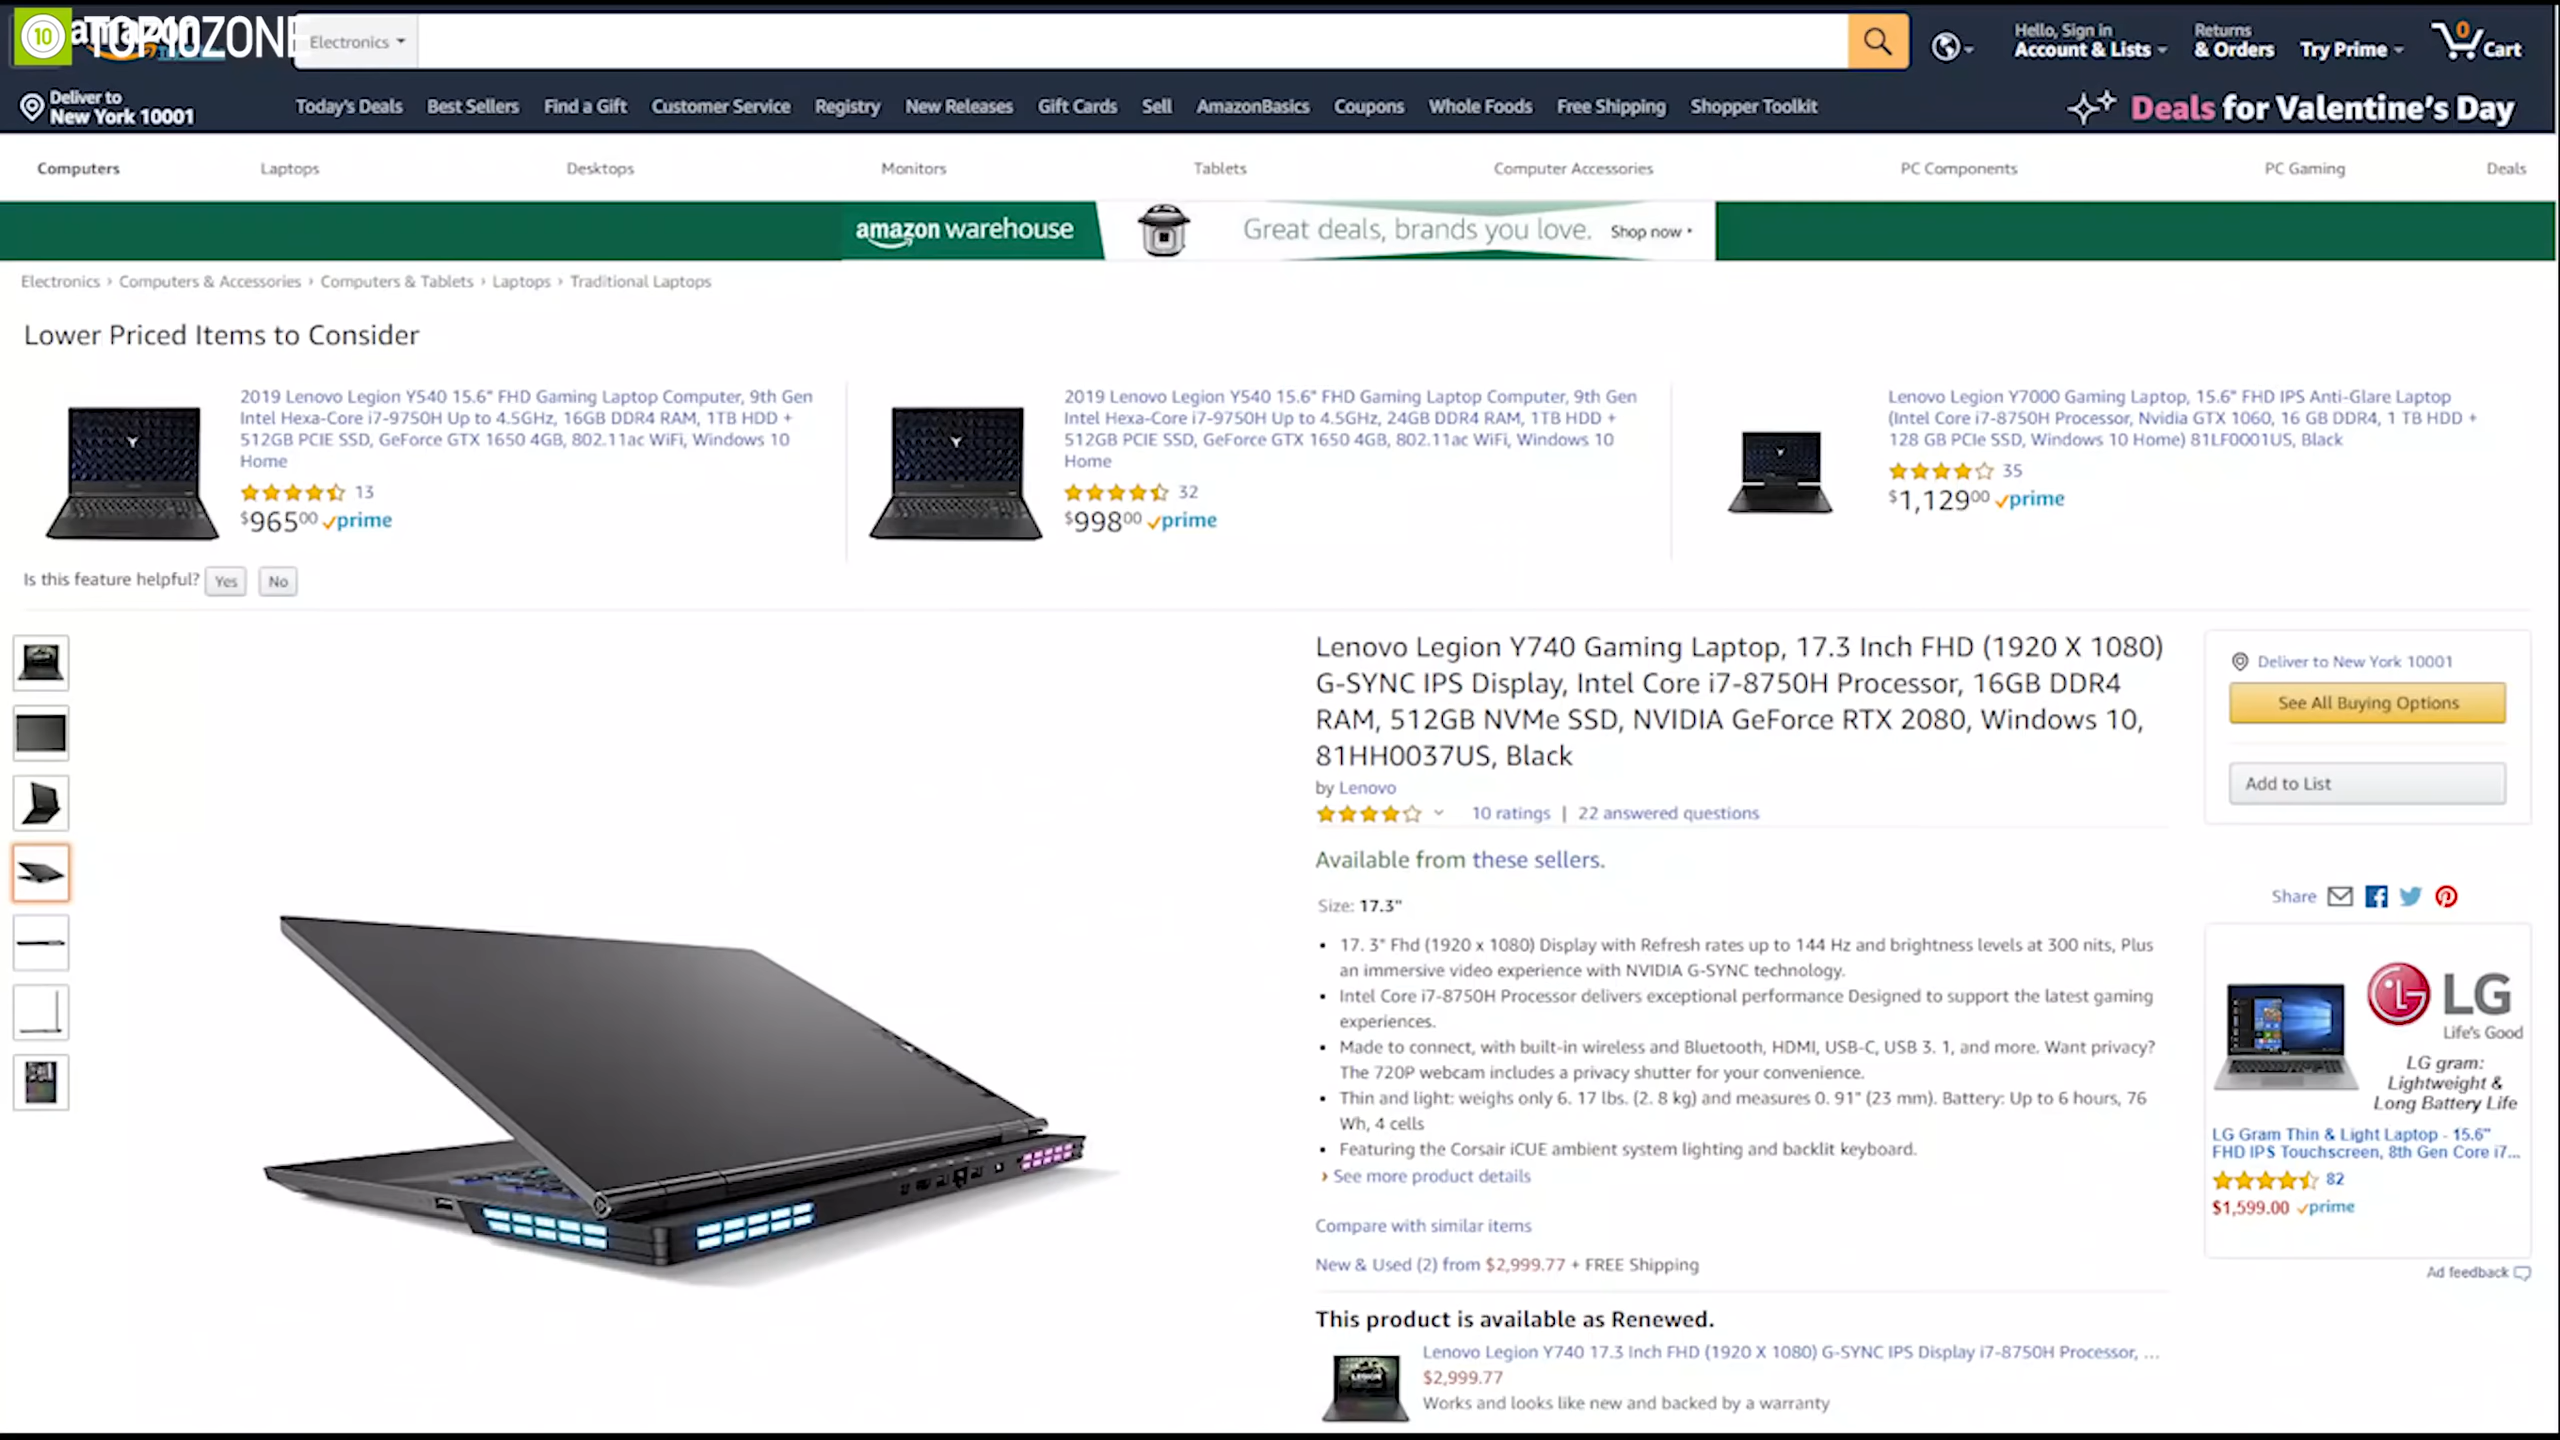 10 TOP10ZONE
amazon
Electronics
Hello, Sign in
Account & Lists
Returns
& Orders
Try Prime
0
Cart
Deliver to
New York 10001
Today's Deals Best Sellers Find a Gift Customer Service Registry New Releases Gift Cards Sell AmazonBasics Coupons Whole Foods Free Shipping Shopper Toolkit
Deals for Valentine's Day
Computers Laptops Desktops Monitors Tablets Computer Accessories PC Components PC Gaming Deals
amazon warehouse Great deals, brands you love. Shop now
Electronics › Computers & Accessories › Computers & Tablets › Laptops › Traditional Laptops
Lower Priced Items to Consider
2019 Lenovo Legion Y540 15.6" FHD Gaming Laptop Computer, 9th Gen
Intel Hexa-Core i7-9750H Up to 4.5GHz, 16GB DDR4 RAM, 1TB HDD +
512GB PCIE SSD, GeForce GTX 1650 4GB, 802.11ac WiFi, Windows 10
Home
13
$96500 prime
2019 Lenovo Legion Y540 15.6" FHD Gaming Laptop Computer, 9th Gen
Intel Hexa-Core i7-9750H Up to 4.5GHz, 24GB DDR4 RAM, 1TB HDD +
512GB PCIE SSD, GeForce GTX 1650 4GB, 802.11ac WiFi, Windows 10
Home
32
$99800 prime
Lenovo Legion Y7000 Gaming Laptop, 15.6" FHD IPS Anti-Glare Laptop
(Intel Core i7-8750H Processor, Nvidia GTX 1060, 16 GB DDR4, 1 TB HDD +
128 GB PCIe SSD, Windows 10 Home) 81LF0001US, Black
35
$1,12900 prime
Is this feature helpful? Yes No
Lenovo Legion Y740 Gaming Laptop, 17.3 Inch FHD (1920 X 1080)
G-SYNC IPS Display, Intel Core i7-8750H Processor, 16GB DDR4
RAM, 512GB NVMe SSD, NVIDIA GeForce RTX 2080, Windows 10,
81HH0037US, Black
by Lenovo
10 ratings | 22 answered questions
Available from these sellers.
Size: 17.3"
• 17. 3" Fhd (1920 x 1080) Display with Refresh rates up to 144 Hz and brightness levels at 300 nits, Plus
an immersive video experience with NVIDIA G-SYNC technology.
• Intel Core i7-8750H Processor delivers exceptional performance Designed to support the latest gaming
experiences.
• Made to connect, with built-in wireless and Bluetooth, HDMI, USB-C, USB 3. 1, and more. Want privacy?
The 720P webcam includes a privacy shutter for your convenience.
• Thin and light: weighs only 6. 17 lbs. (2. 8 kg) and measures 0. 91" (23 mm). Battery: Up to 6 hours, 76
Wh, 4 cells
• Featuring the Corsair iCUE ambient system lighting and backlit keyboard.
› See more product details
Compare with similar items
New & Used (2) from $2,999.77 + FREE Shipping
This product is available as Renewed.
Lenovo Legion Y740 17.3 Inch FHD (1920 X 1080) G-SYNC IPS Display i7-8750H Processor, ...
$2,999.77
Works and looks like new and backed by a warranty
Deliver to New York 10001
See All Buying Options
Add to List
Share
LG
Life's Good
LG gram:
Lightweight &
Long Battery Life
LG Gram Thin & Light Laptop - 15.6"
FHD IPS Touchscreen, 8th Gen Core i7...
82
$1,599.00 prime
Ad feedback